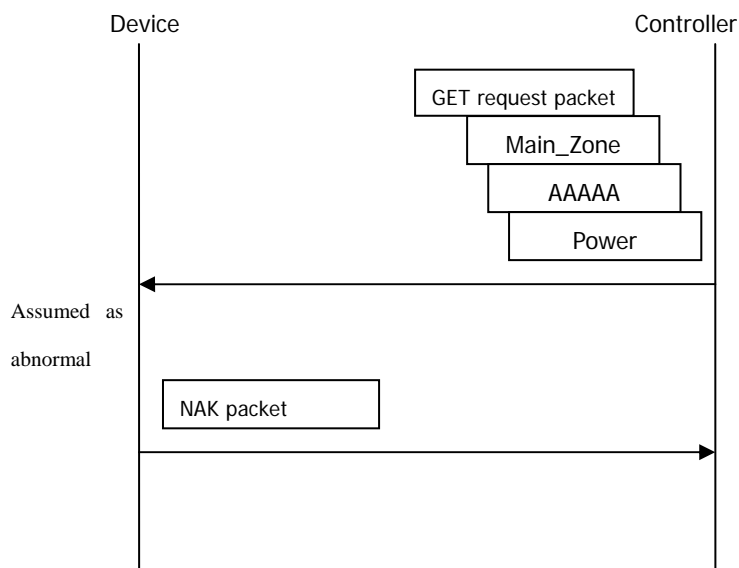 Device Controller
GET request packet
Main_Zone
AAAAA
Power
Assumed as
abnormal
NAK packet